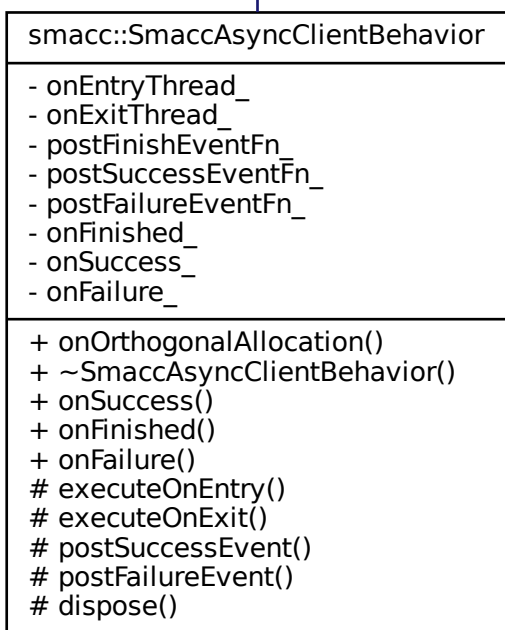 smacc::SmaccAsyncClientBehavior
- onEntryThread_
- onExitThread_
- postFinishEventFn_
- postSuccessEventFn_
- postFailureEventFn_
- onFinished_
- onSuccess_
- onFailure_
+ onOrthogonalAllocation()
+ ~SmaccAsyncClientBehavior()
+ onSuccess()
+ onFinished()
+ onFailure()
# executeOnEntry()
# executeOnExit()
# postSuccessEvent()
# postFailureEvent()
# dispose()